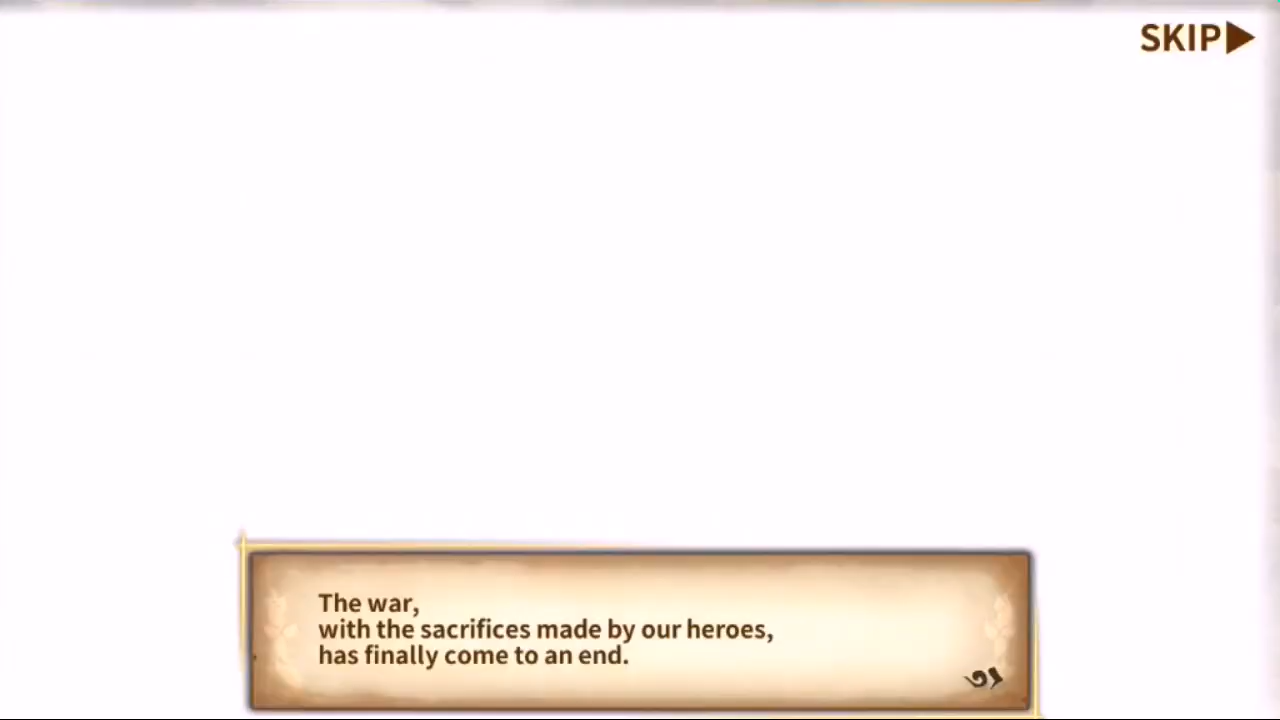 SKIP
The war,
with the sacrifices made by our heroes,
has finally come to an end.